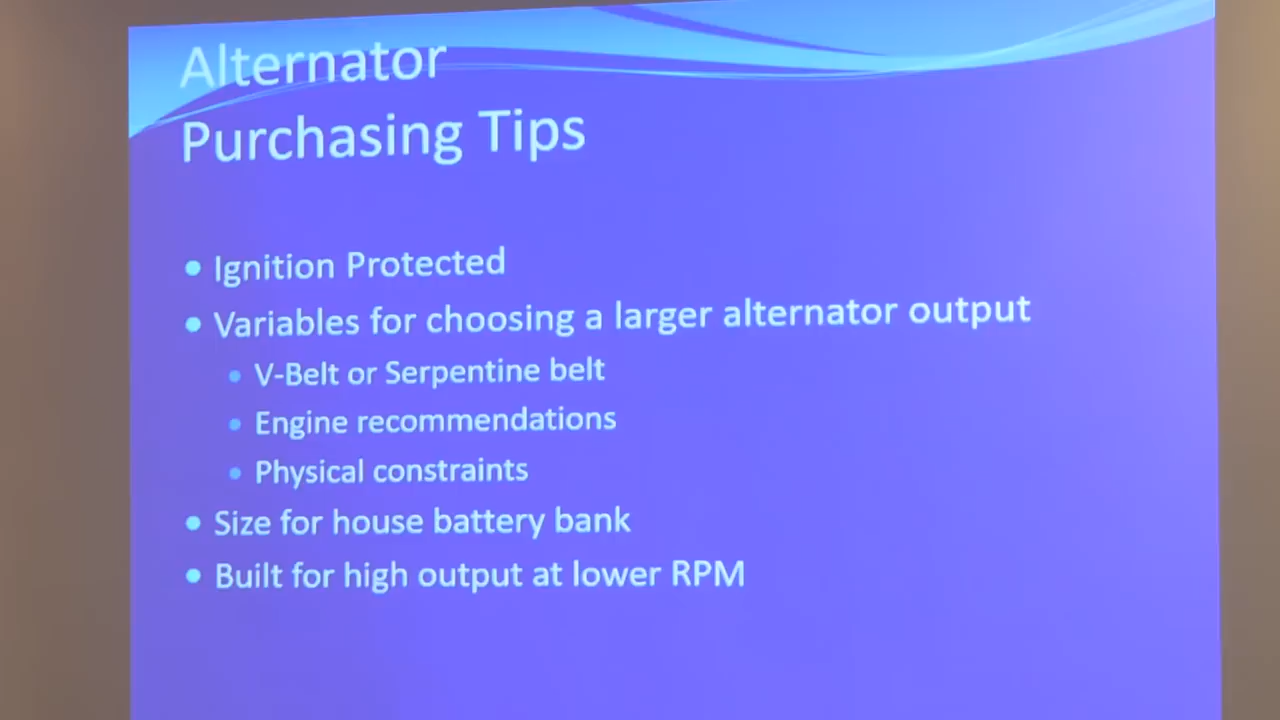 Alternator
Purchasing Tips
• Ignition Protected
• Variables for choosing a larger alternator output
• V-Belt or Serpentine belt
• Engine recommendations
• Physical constraints
• Size for house battery bank
• Built for high output at lower RPM